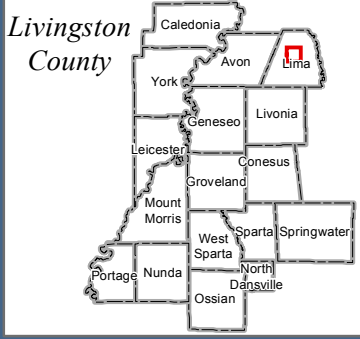 Livingston
County
Caledonia
Avon
Lima
York
Geneseo
Livonia
Leicester
Conesus
Groveland
Mount
Morris
West
Sparta
Sparta
Springwater
Portage
Nunda
North
Dansville
Ossian